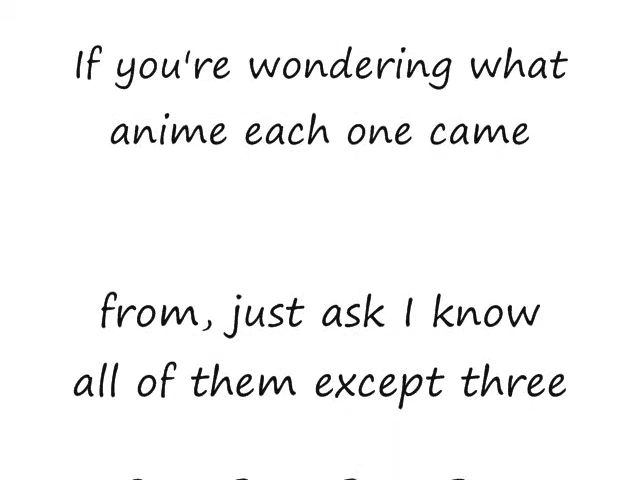 If you're wondering what
anime each one came
from, just ask I know
all of them except three